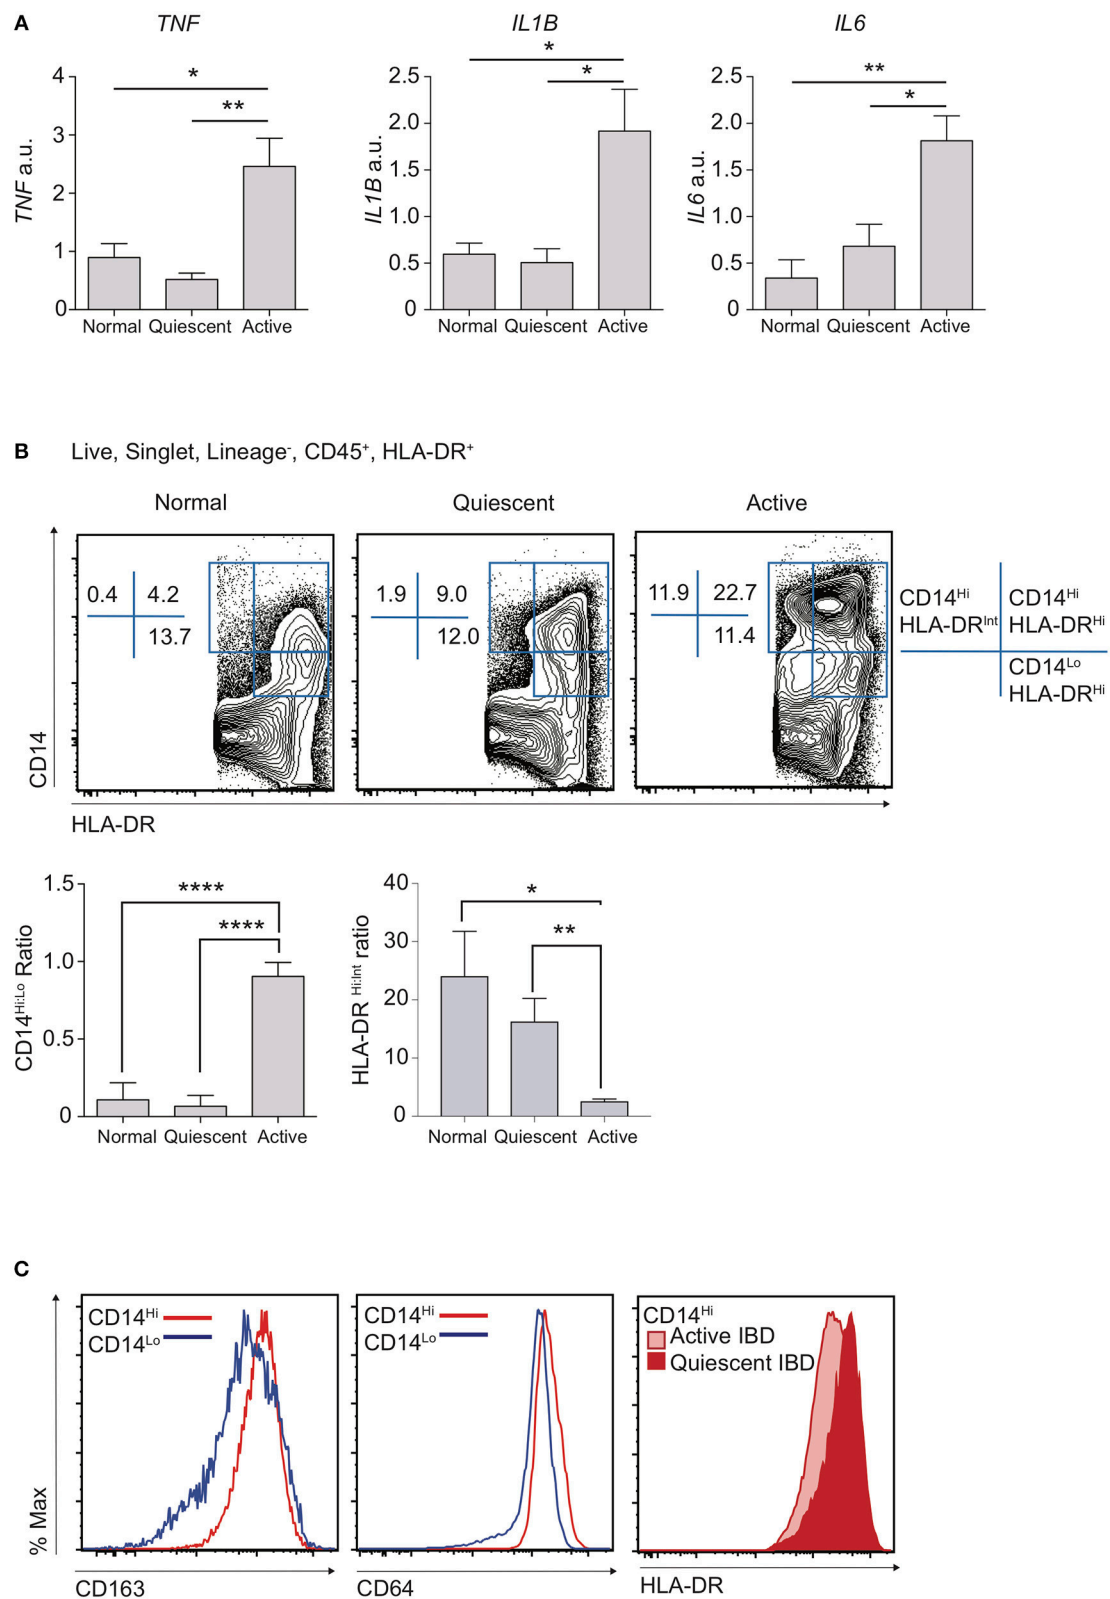 A
TNF IL1B IL6
* * **
** * *
4 3 2 1 0
TNF a.u.
Normal Quiescent Active
2.5 2.0 1.5 1.0 0.5 0
IL1B a.u.
Normal Quiescent Active
2.5 2.0 1.5 1.0 0.5 0
IL6 a.u.
Normal Quiescent Active
B Live, Singlet, Lineage-, CD45+, HLA-DR+
Normal Quiescent Active
0.4 4.2
13.7
1.9 9.0
12.0
11.9 22.7
11.4
CD14Hi HLA-DRInt
CD14Hi HLA-DRHi
CD14Lo HLA-DRHi
CD14
HLA-DR
1.5 1.0 0.5 0
CD14Hi:Lo Ratio
****
****
Normal Quiescent Active
40 30 20 10 0
HLA-DR Hi:Int ratio
*
**
Normal Quiescent Active
C
CD14Hi
CD14Lo
CD14Hi
CD14Lo
CD14Hi
Active IBD
Quiescent IBD
% Max
CD163 CD64 HLA-DR